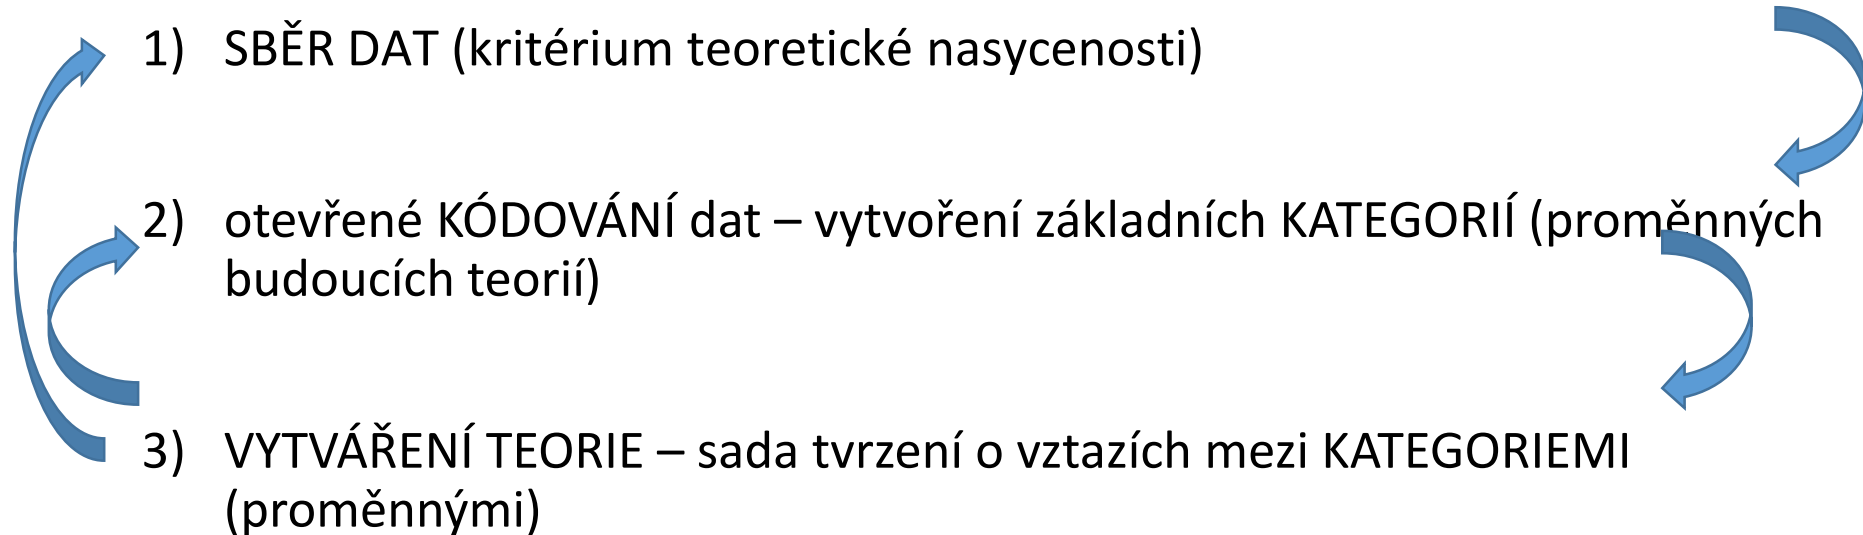 1) SBĚR DAT (kritérium teoretické nasycenosti)
2) otevřené KÓDOVÁNÍ dat – vytvoření základních KATEGORIÍ (proměnných
budoucích teorií)
3) VYTVÁŘENÍ TEORIE – sada tvrzení o vztazích mezi KATEGORIEMI
(proměnnými)